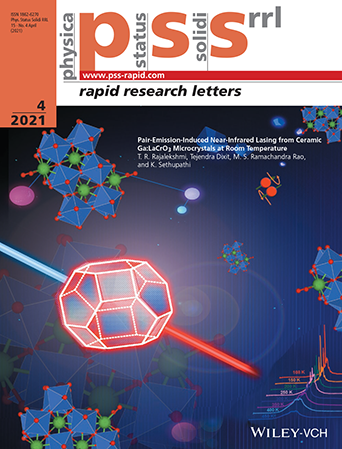 ISSN 1862-6270
Phys. Status Solidi RRL
15 · No. 4 April
(2021)
physica
status
solidi
pss rrl
www.pss-rapid.com
rapid research letters
4
2021
Pair-Emission-Induced Near-Infrared Lasing from Ceramic
Ga:LaCrO3 Microcrystals at Room Temperature
T. R. Rajalekshmi, Tejendra Dixit, M. S. Ramachandra Rao,
and K. Sethupathi
100 K
200 K
WILEY-VCH